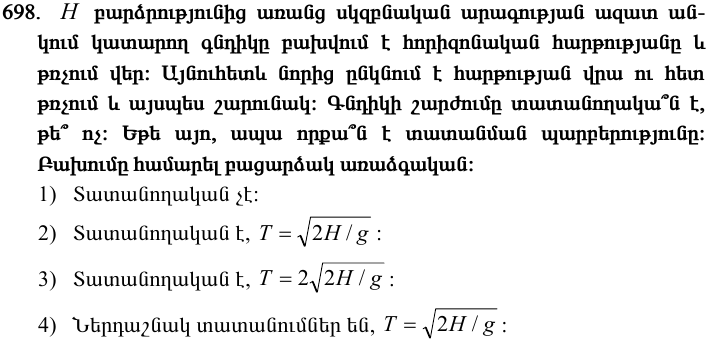 698. H բարձրությունից առանց սկզբնական արագության ազատ ան-
կում կատարող գնդիկը բախվում է հորիզոնական հարթությանը և
թռչում վեր: Այնուհետև նորից ընկնում է հարթության վրա ու հետ
թռչում և այսպես շարունակ: Գնդիկի շարժումը տատանողակա՞ն է,
թե՞ ոչ: Եթե այո, ապա որքա՞ն է տատանման պարբերությունը:
Բախումը համարել բացարձակ առաձգական:
1) Տատանողական չէ:
2) Տատանողական է, T = √2H / g :
3) Տատանողական է, T = 2√2H / g :
4) Ներդաշնակ տատանումներ են, T = √2H / g :